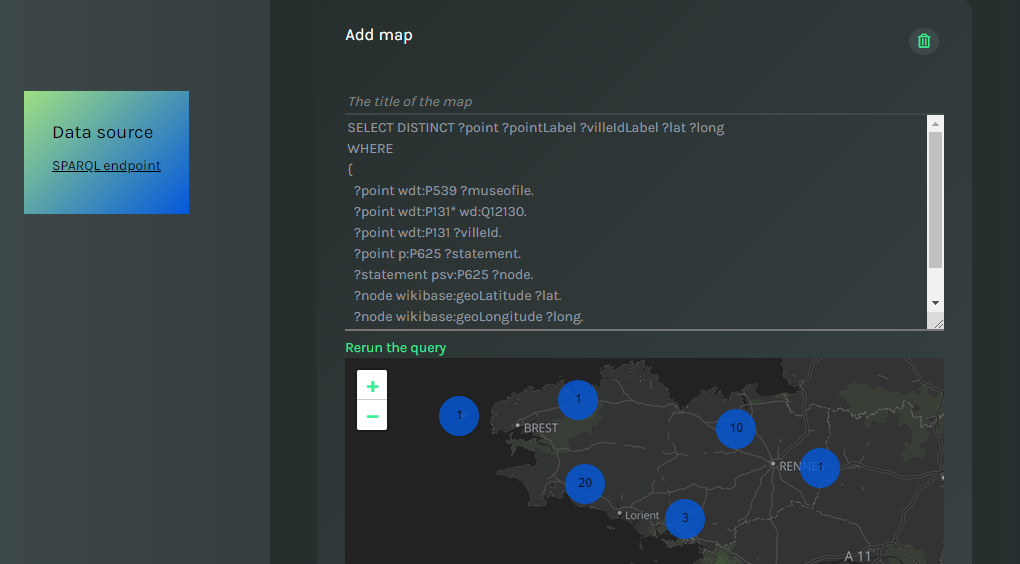 Add map
Data source
SPARQL endpoint
The title of the map
SELECT DISTINCT ?point ?pointLabel ?villeIdLabel ?lat ?long
WHERE
{
?point wdt:P539 ?museofile.
?point wdt:P131* wd:Q12130.
?point wdt:P131 ?villeId.
?point p:P625 ?statement.
?statement psv:P625 ?node.
?node wikibase:geoLatitude ?lat.
?node wikibase:geoLongitude ?long.
Rerun the query
+
−
1
1
BREST
10
RENNES
1
20
Lorient
3
A 11